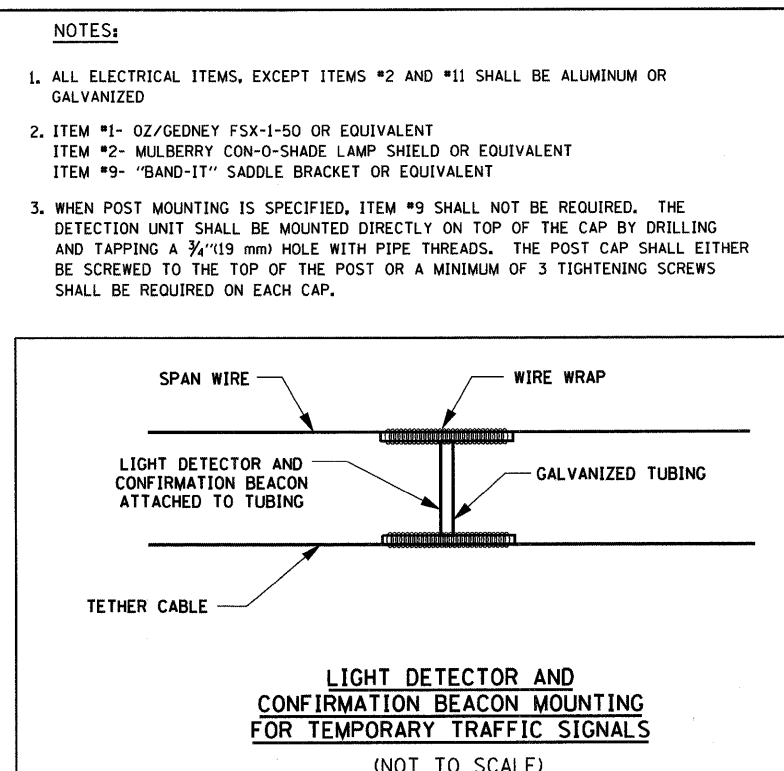 NOTES:
1. ALL ELECTRICAL ITEMS, EXCEPT ITEMS #2 AND #11 SHALL BE ALUMINUM OR
GALVANIZED
2. ITEM #1- OZ/GEDNEY FSX-1-50 OR EQUIVALENT
ITEM #2- MULBERRY CON-O-SHADE LAMP SHIELD OR EQUIVALENT
ITEM #9- "BAND-IT" SADDLE BRACKET OR EQUIVALENT
3. WHEN POST MOUNTING IS SPECIFIED, ITEM #9 SHALL NOT BE REQUIRED. THE
DETECTION UNIT SHALL BE MOUNTED DIRECTLY ON TOP OF THE CAP BY DRILLING
AND TAPPING A ¾"(19 mm) HOLE WITH PIPE THREADS. THE POST CAP SHALL EITHER
BE SCREWED TO THE TOP OF THE POST OR A MINIMUM OF 3 TIGHTENING SCREWS
SHALL BE REQUIRED ON EACH CAP.
SPAN WIRE
WIRE WRAP
LIGHT DETECTOR AND
CONFIRMATION BEACON
ATTACHED TO TUBING
GALVANIZED TUBING
TETHER CABLE
LIGHT DETECTOR AND
CONFIRMATION BEACON MOUNTING
FOR TEMPORARY TRAFFIC SIGNALS
(NOT TO SCALE)